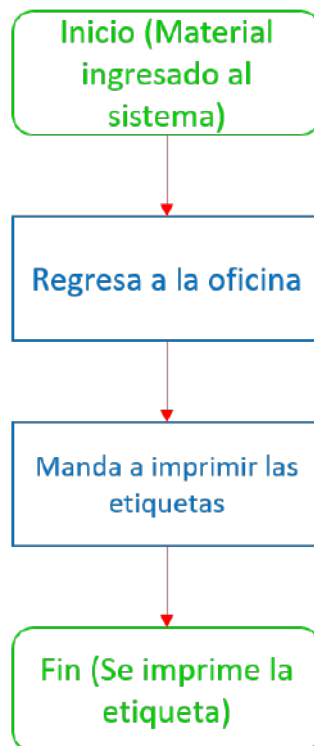 Inicio (Material
ingresado al
sistema)
Regresa a la oficina
Manda a imprimir las
etiquetas
Fin (Se imprime la
etiqueta)